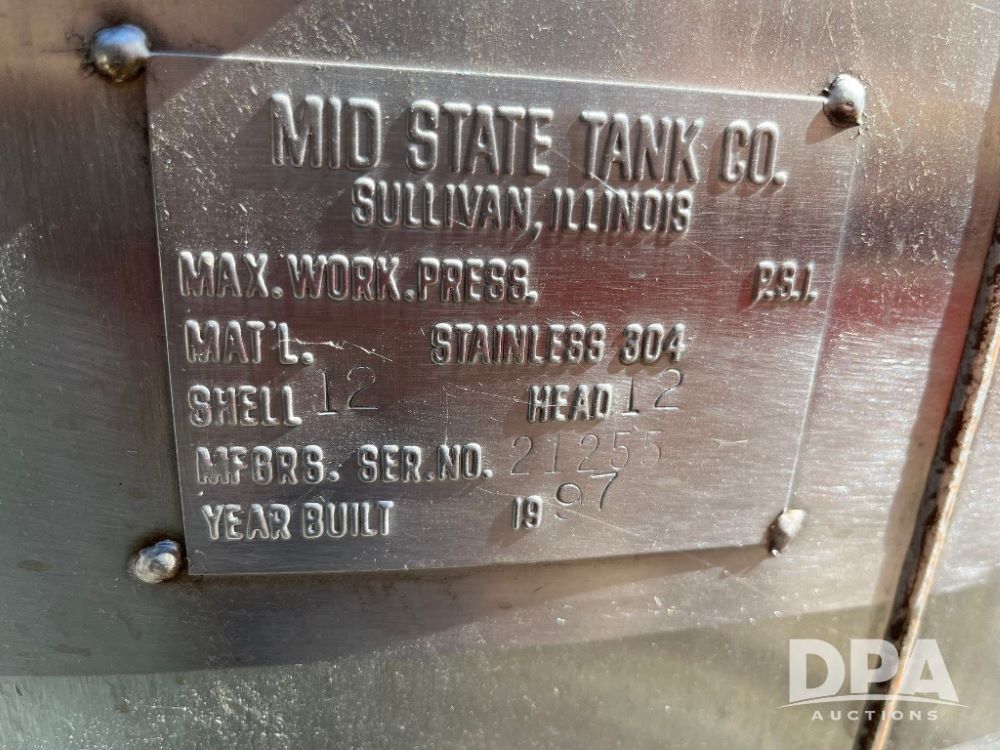 MID STATE TANK CO.
SULLIVAN, ILLINOIS
MAX. WORK. PRESS. P.S.I.
MAT'L. STAINLESS 304
SHELL 12 HEAD 12
MFGRS. SER. NO. 21255
YEAR BUILT 1997
DPA
AUCTIONS